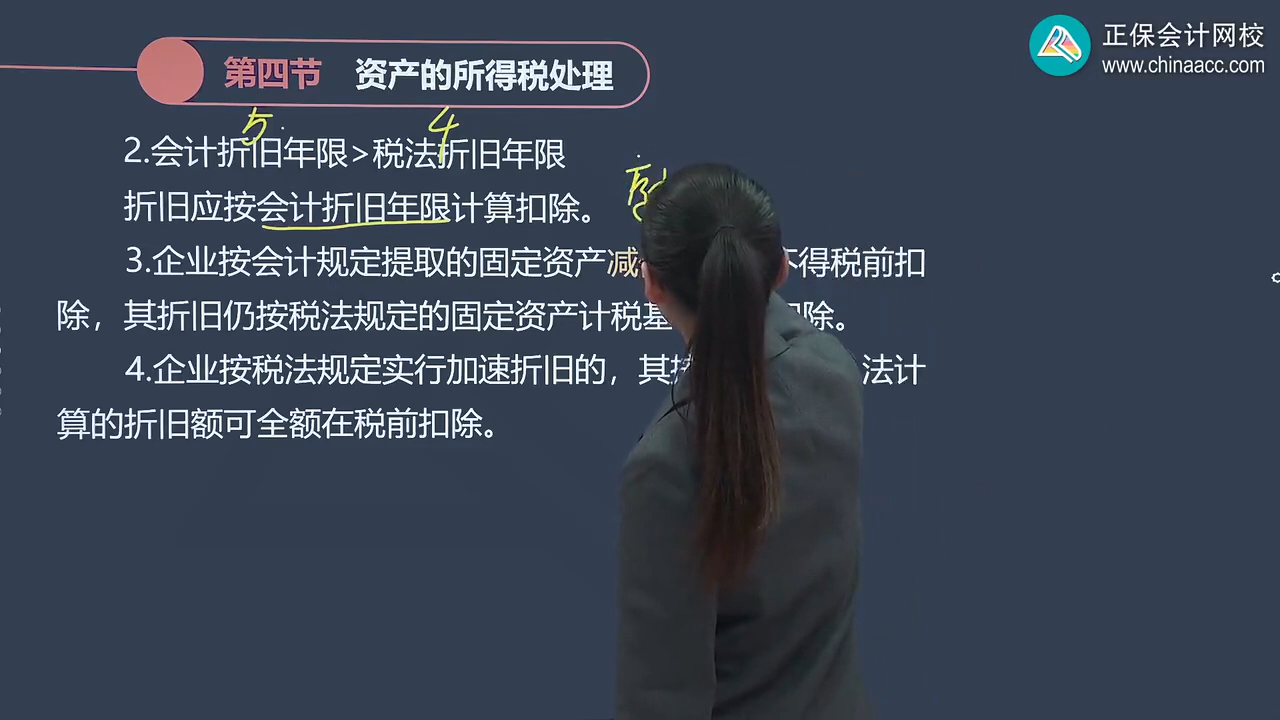 正保会计网校
www.chinaacc.com
第四节 资产的所得税处理
5 4
2.会计折旧年限>税法折旧年限
折旧应按会计折旧年限计算扣除。
3.企业按会计规定提取的固定资产减 不得税前扣
除，其折旧仍按税法规定的固定资产计税基 扣除。
4.企业按税法规定实行加速折旧的，其按 法计
算的折旧额可全额在税前扣除。